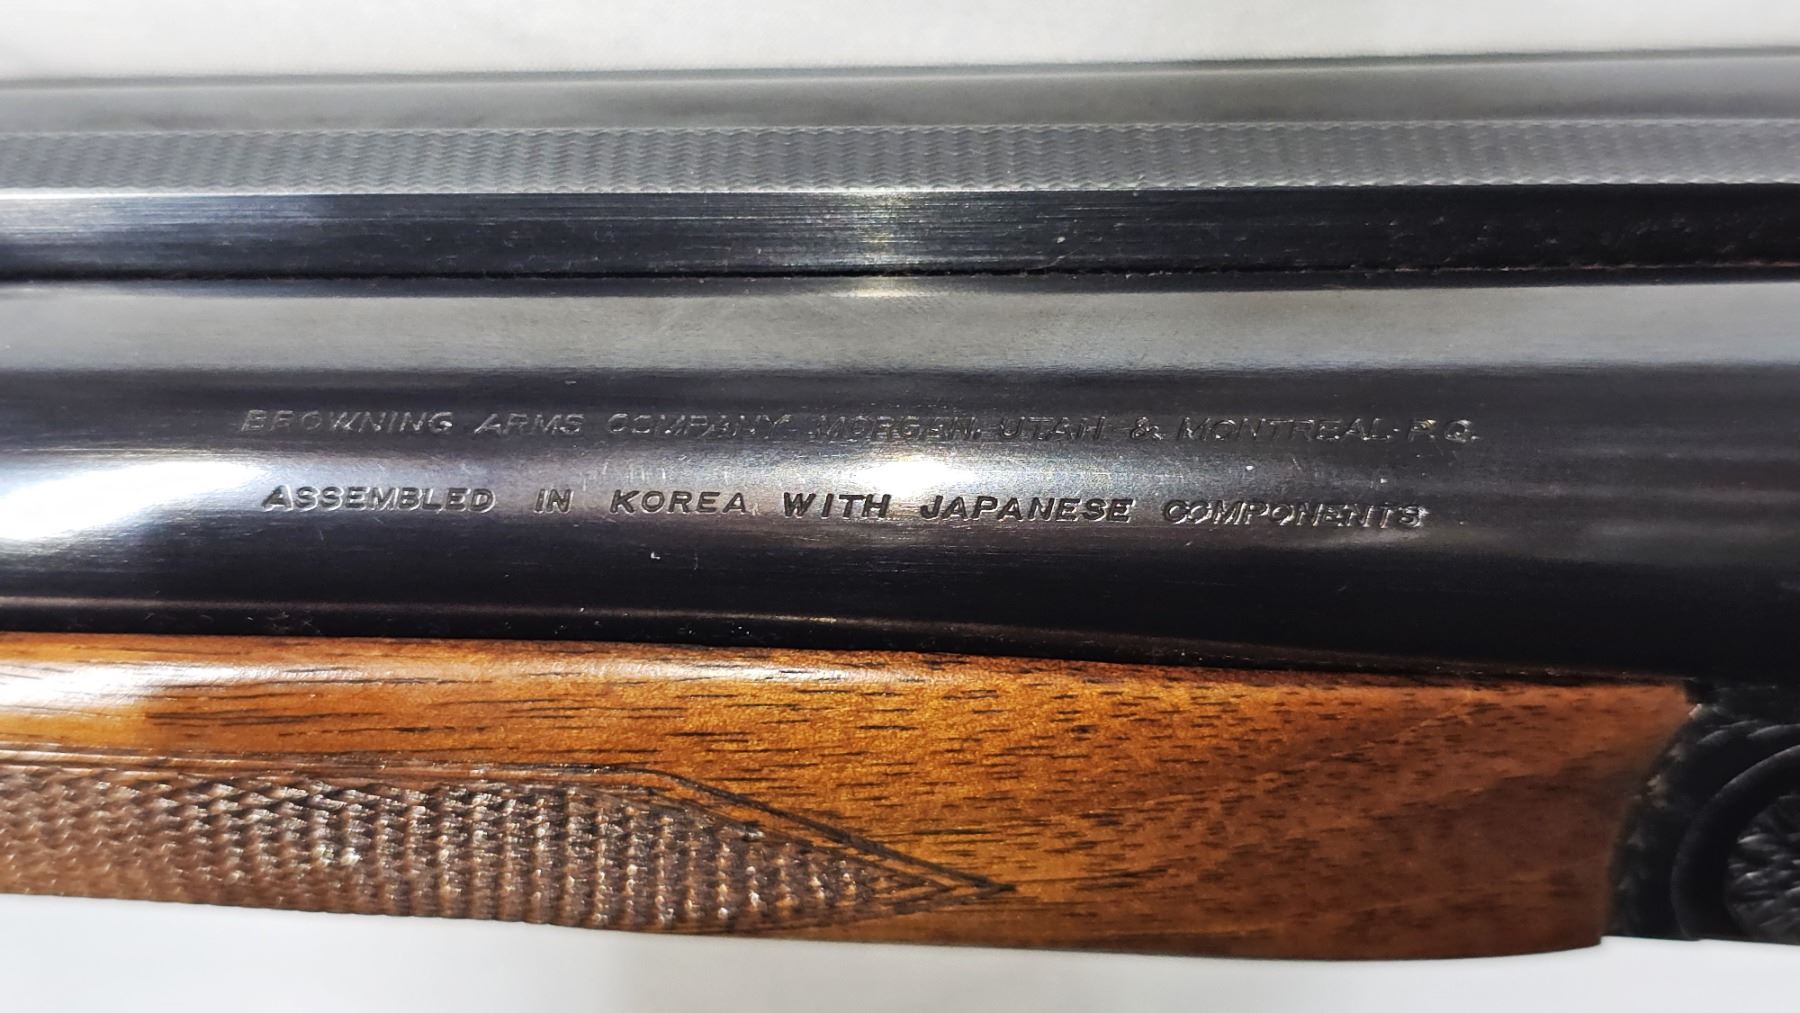 BROWNING ARMS COMPANY MORGAN, UTAH & MONTREAL P.Q.
ASSEMBLED IN KOREA WITH JAPANESE COMPONENTS